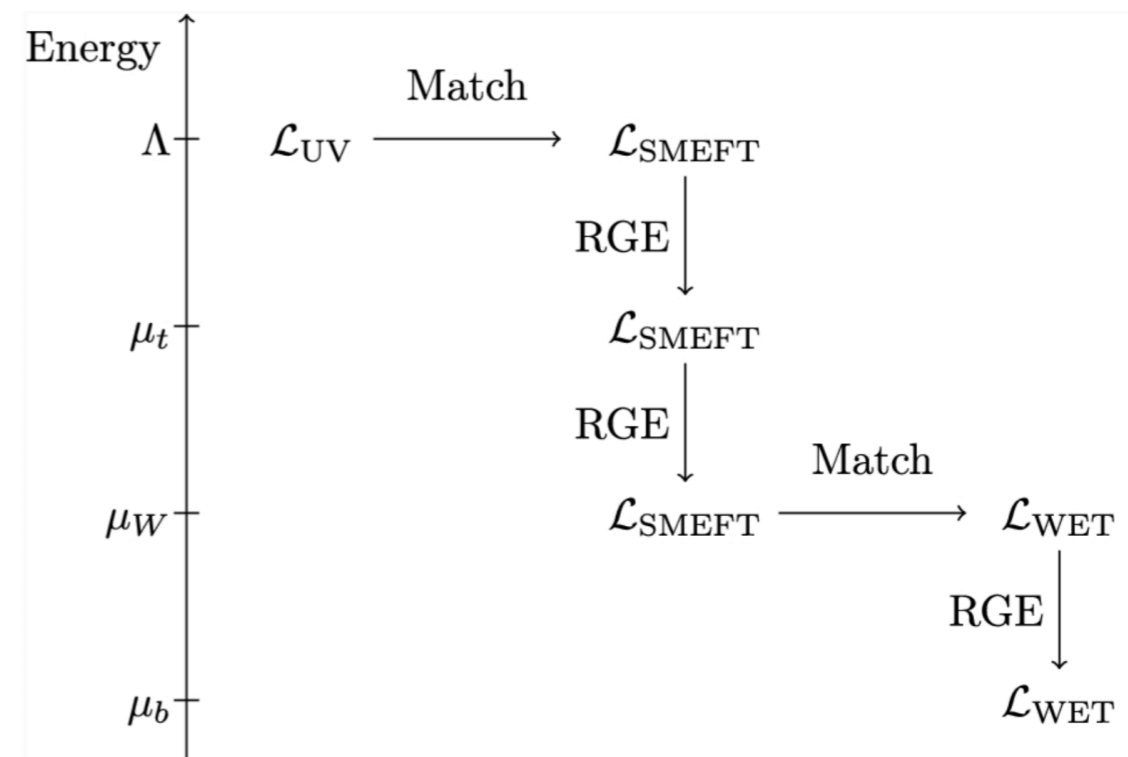 Energy
Match
Λ ℒ_UV ℒ_SMEFT
RGE
μ_t ℒ_SMEFT
RGE
Match
μ_W ℒ_SMEFT ℒ_WET
RGE
μ_b ℒ_WET